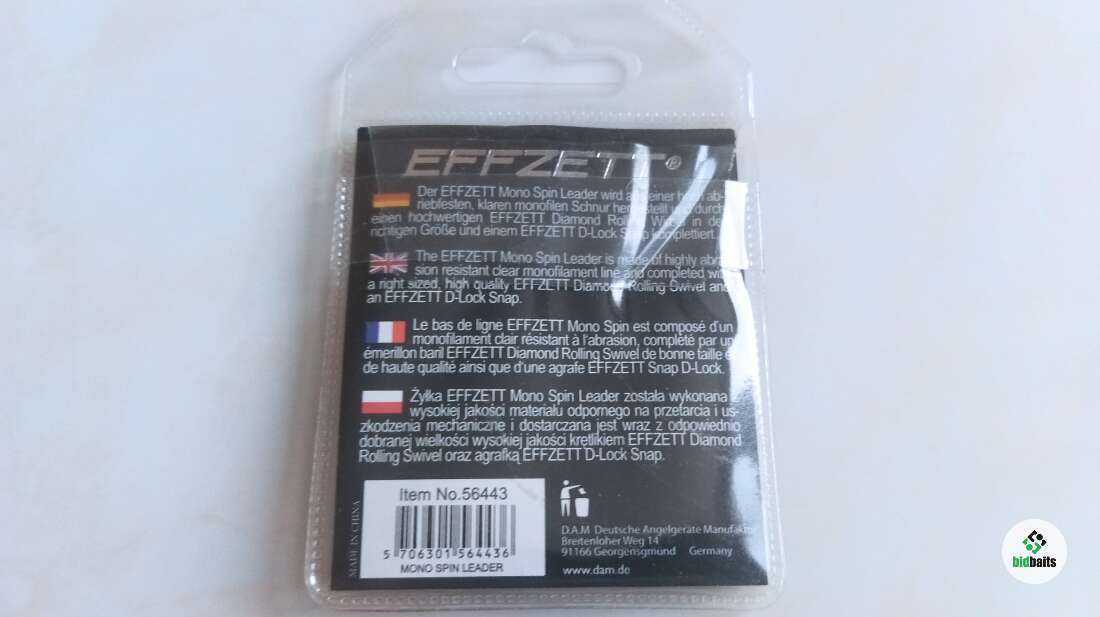 EFFZETT®
Der EFFZETT Mono Spin Leader wird aus einer hoch ab-
riebfesten, klaren monofilen Schnur hergestellt und durch
einen hochwertigen EFFZETT Diamond Rolling in
richtigen Größe und einem EFFZETT D-Lock Snap komplettiert.
The EFFZETT Mono Spin Leader is made of highly abra-
sion resistant clear monofilament line and completed with
a right sized, high quality EFFZETT Diamond Rolling Swivel and
an EFFZETT D-Lock Snap.
Le bas de ligne EFFZETT Mono Spin est composé d'un
monofilament clair résistant à l'abrasion, complété par un
émerillon baril EFFZETT Diamond Rolling Swivel de bonne taille
de haute qualité ainsi que d'une agrafe EFFZETT Snap D-Lock.
Żyłka EFFZETT Mono Spin Leader została wykonana
wysokiej jakości materiału odpornego na przetarcia i us-
zkodzenia mechaniczne i dostarczana jest wraz z odpowiednio
dobranej wielkości wysokiej jakości krętlikiem EFFZETT Diamond
Rolling Swivel oraz agrafką EFFZETT D-Lock Snap.
MADE IN CHINA
Item No.56443
5 706301 564436
MONO SPIN LEADER
D.A.M Deutsche Angelgeräte Manufaktur
Breitenloher Weg 14
91166 Georgensgmünd Germany
www.dam.de
bidbaits